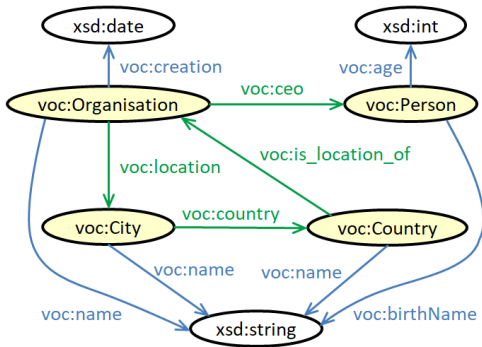 xsd:date
xsd:int
voc:creation
voc:age
voc:ceo
voc:Organisation
voc:Person
voc:is_location_of
voc:location
voc:country
voc:City
voc:Country
voc:name
voc:name
voc:name
voc:birthName
xsd:string